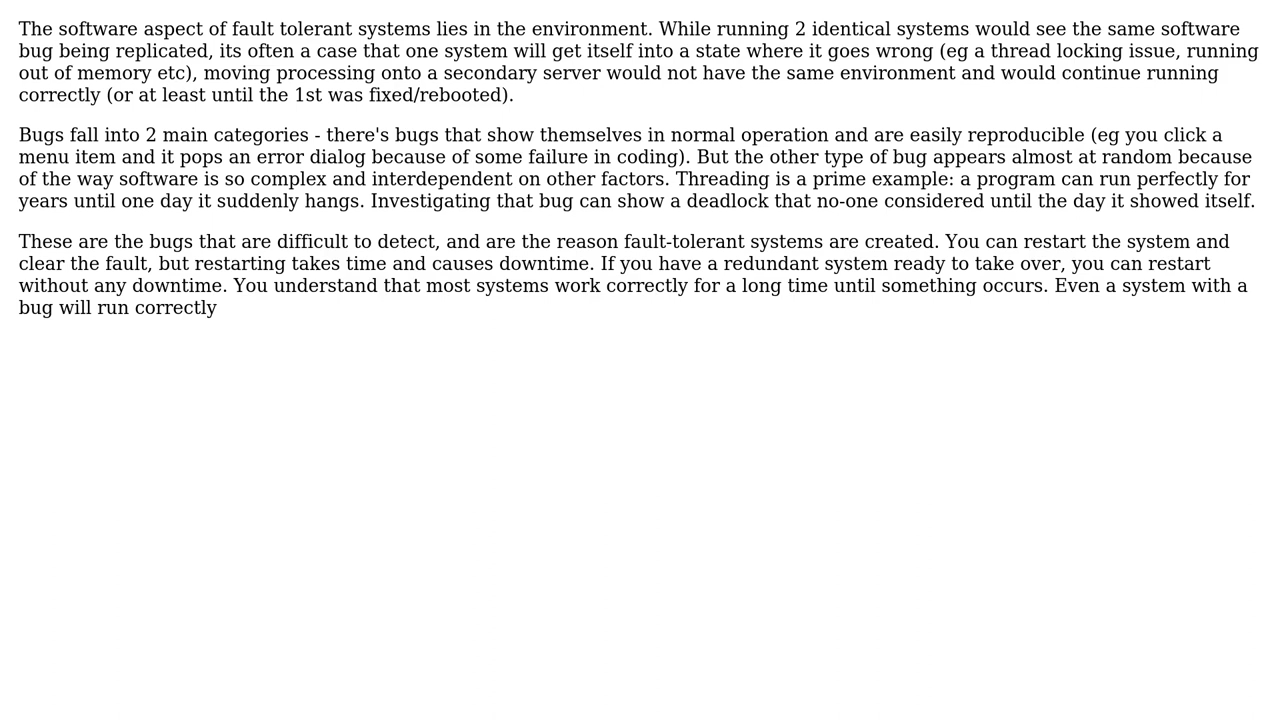 The software aspect of fault tolerant systems lies in the environment. While running 2 identical systems would see the same software
bug being replicated, its often a case that one system will get itself into a state where it goes wrong (eg a thread locking issue, running
out of memory etc), moving processing onto a secondary server would not have the same environment and would continue running
correctly (or at least until the 1st was fixed/rebooted).
Bugs fall into 2 main categories - there's bugs that show themselves in normal operation and are easily reproducible (eg you click a
menu item and it pops an error dialog because of some failure in coding). But the other type of bug appears almost at random because
of the way software is so complex and interdependent on other factors. Threading is a prime example: a program can run perfectly for
years until one day it suddenly hangs. Investigating that bug can show a deadlock that no-one considered until the day it showed itself.
These are the bugs that are difficult to detect, and are the reason fault-tolerant systems are created. You can restart the system and
clear the fault, but restarting takes time and causes downtime. If you have a redundant system ready to take over, you can restart
without any downtime. You understand that most systems work correctly for a long time until something occurs. Even a system with a
bug will run correctly